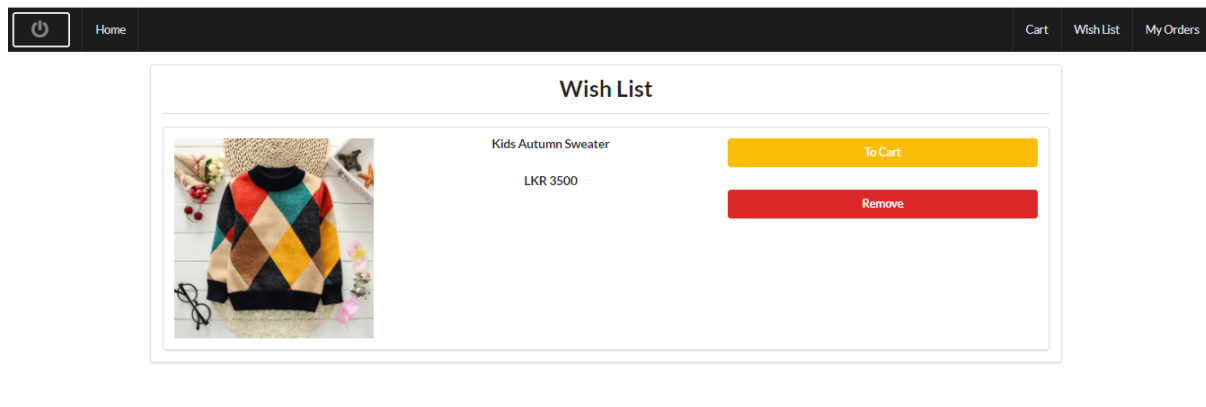 Home
Cart
Wish List
My Orders
Wish List
Kids Autumn Sweater
LKR 3500
To Cart
Remove